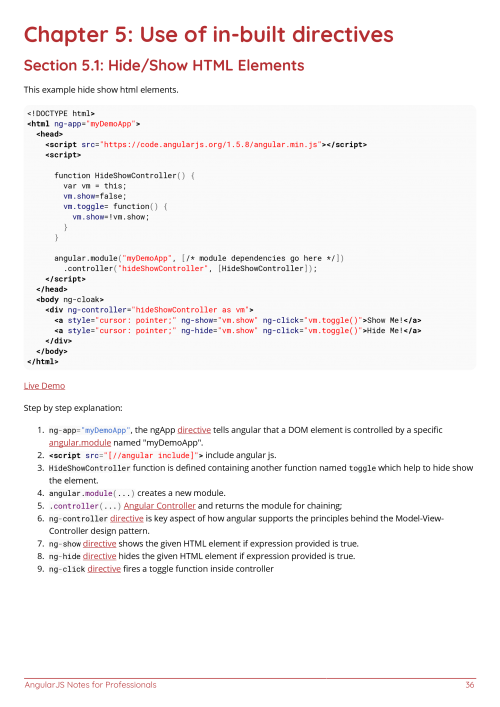 Chapter 5: Use of in-built directives
Section 5.1: Hide/Show HTML Elements
This example hide show html elements.
<!DOCTYPE html>
<html ng-app="myDemoApp">
  <head>
    <script src="https://code.angularjs.org/1.5.8/angular.min.js"></script>
    <script>

      function HideShowController() {
        var vm = this;
        vm.show=false;
        vm.toggle= function() {
          vm.show=!vm.show;
        }
      }

      angular.module("myDemoApp", [/* module dependencies go here */])
        .controller("hideShowController", [HideShowController]);
    </script>
  </head>
  <body ng-cloak>
    <div ng-controller="hideShowController as vm">
      <a style="cursor: pointer;" ng-show="vm.show" ng-click="vm.toggle()">Show Me!</a>
      <a style="cursor: pointer;" ng-hide="vm.show" ng-click="vm.toggle()">Hide Me!</a>
    </div>
  </body>
</html>
Live Demo
Step by step explanation:
1. ng-app="myDemoApp", the ngApp directive tells angular that a DOM element is controlled by a specific
angular.module named "myDemoApp".
2. <script src="[//angular include]"> include angular js.
3. HideShowController function is defined containing another function named toggle which help to hide show
the element.
4. angular.module(...) creates a new module.
5. .controller(...) Angular Controller and returns the module for chaining;
6. ng-controller directive is key aspect of how angular supports the principles behind the Model-View-
Controller design pattern.
7. ng-show directive shows the given HTML element if expression provided is true.
8. ng-hide directive hides the given HTML element if expression provided is true.
9. ng-click directive fires a toggle function inside controller
AngularJS Notes for Professionals
36